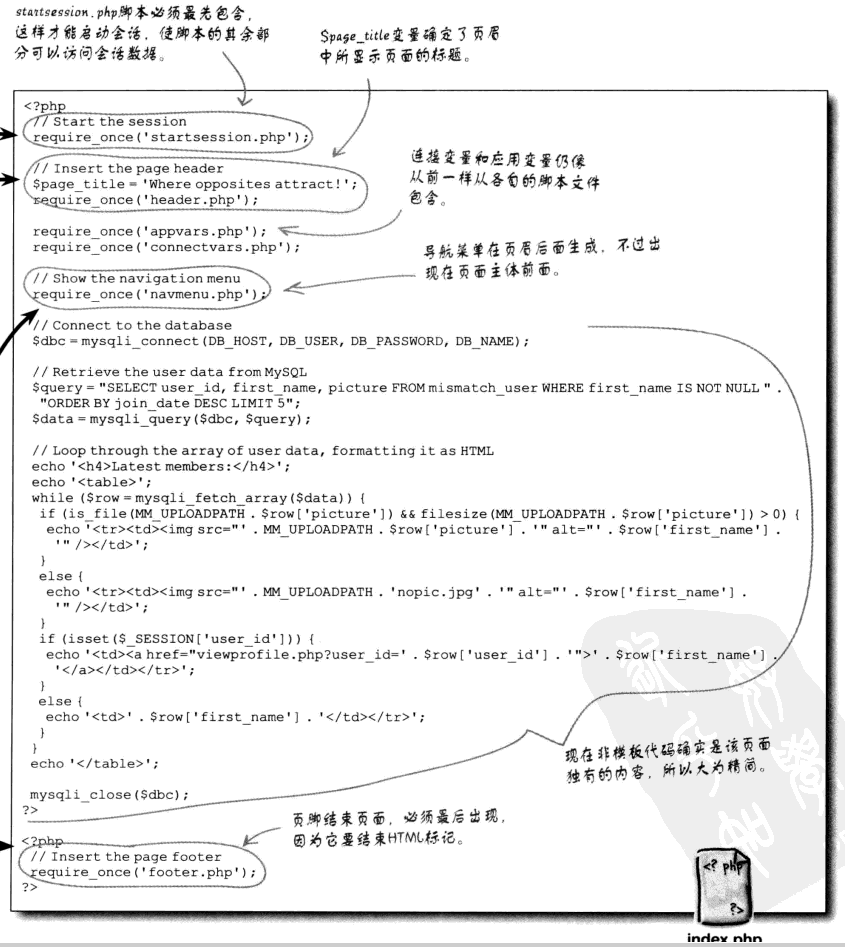 startsession.php脚本必须最先包含，
这样才能启动会话，使脚本的其余部
分可以访问会话数据。
$page_title变量确定了页眉
中所显示页面的标题。
<?php
// Start the session
require_once('startsession.php');
// Insert the page header
$page_title = 'Where opposites attract!';
require_once('header.php');
连接变量和应用变量仍像
从前一样从各自的脚本文件
包含。
require_once('appvars.php');
require_once('connectvars.php');
导航菜单在页眉后面生成，不过出
现在页面主体前面。
// Show the navigation menu
require_once('navmenu.php');
// Connect to the database
$dbc = mysqli_connect(DB_HOST, DB_USER, DB_PASSWORD, DB_NAME);
// Retrieve the user data from MySQL
$query = "SELECT user_id, first_name, picture FROM mismatch_user WHERE first_name IS NOT NULL " .
"ORDER BY join_date DESC LIMIT 5";
$data = mysqli_query($dbc, $query);
// Loop through the array of user data, formatting it as HTML
echo '<h4>Latest members:</h4>';
echo '<table>';
while ($row = mysqli_fetch_array($data)) {
if (is_file(MM_UPLOADPATH . $row['picture']) && filesize(MM_UPLOADPATH . $row['picture']) > 0) {
echo '<tr><td><img src="' . MM_UPLOADPATH . $row['picture'] . '" alt="' . $row['first_name'] .
'" /></td>';
}
else {
echo '<tr><td><img src="' . MM_UPLOADPATH . 'nopic.jpg' . '" alt="' . $row['first_name'] .
'" /></td>';
}
if (isset($_SESSION['user_id'])) {
echo '<td><a href="viewprofile.php?user_id=' . $row['user_id'] . '">' . $row['first_name'] .
'</a></td></tr>';
}
else {
echo '<td>' . $row['first_name'] . '</td></tr>';
}
}
echo '</table>';
现在非模板代码确实是该页面
独有的内容，所以大为精简。
mysqli_close($dbc);
?>
页脚结束页面，必须最后出现，
因为它要结束HTML标记。
<?php
// Insert the page footer
require_once('footer.php');
?>
<? php
?>
index.php